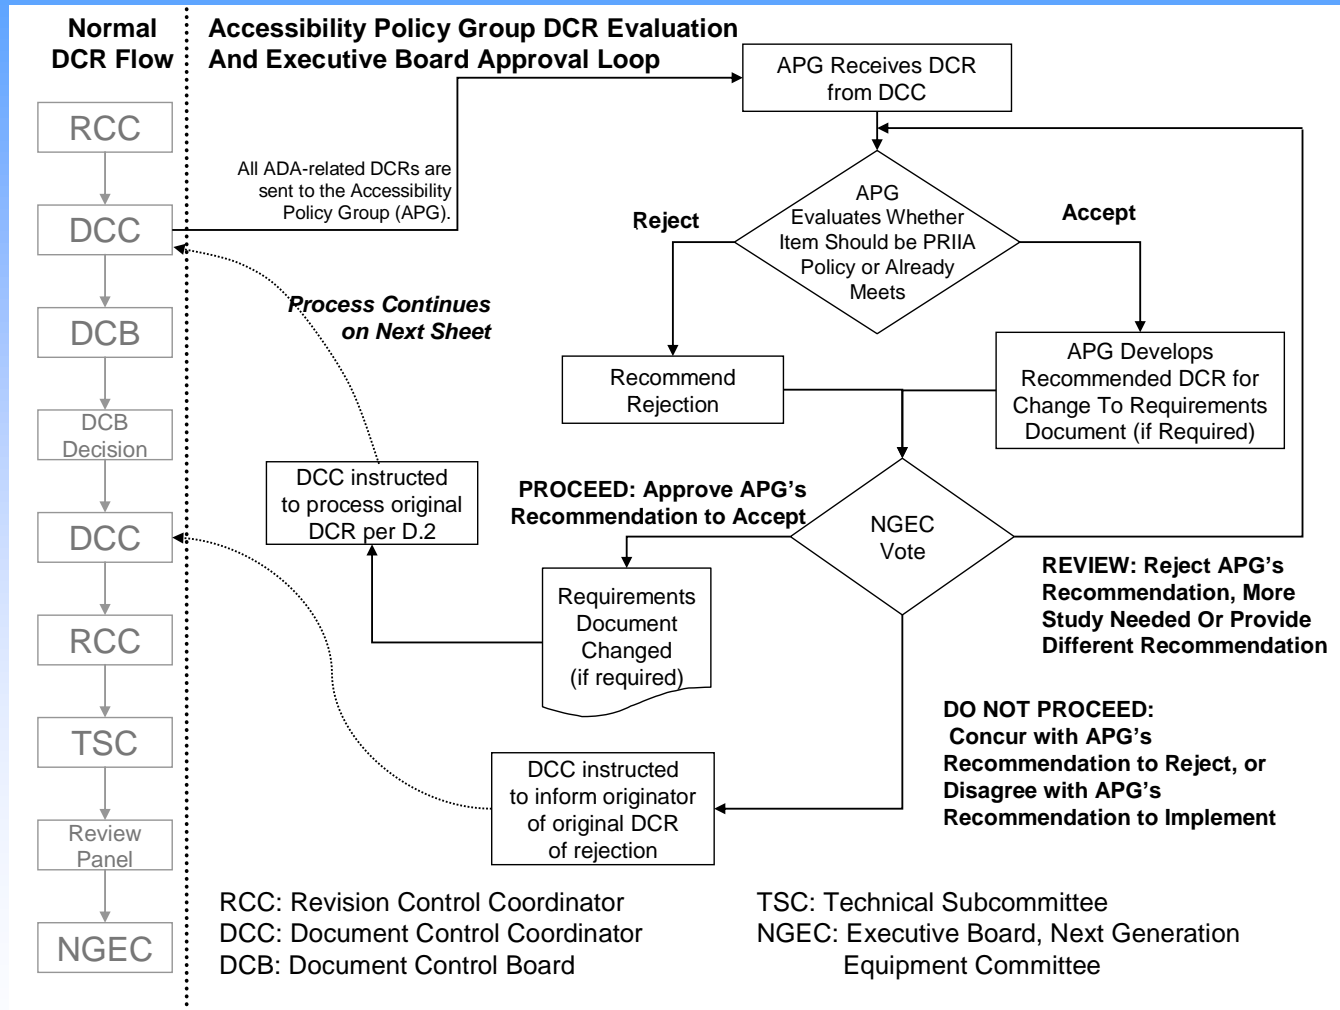 Normal
DCR Flow
RCC
DCC
DCB
DCB
Decision
DCC
RCC
TSC
Review
Panel
NGEC
Accessibility Policy Group DCR Evaluation
And Executive Board Approval Loop
All ADA-related DCRs are
sent to the Accessibility
Policy Group (APG).
APG Receives DCR
from DCC
APG
Evaluates Whether
Item Should be PRIIA
Policy or Already
Meets
Reject
Accept
Process Continues
on Next Sheet
Recommend
Rejection
APG Develops
Recommended DCR for
Change To Requirements
Document (if Required)
DCC instructed
to process original
DCR per D.2
PROCEED: Approve APG’s
Recommendation to Accept
NGEC
Vote
REVIEW: Reject APG’s
Recommendation, More
Study Needed Or Provide
Different Recommendation
Requirements
Document
Changed
(if required)
DO NOT PROCEED:
Concur with APG’s
Recommendation to Reject, or
Disagree with APG’s
Recommendation to Implement
DCC instructed
to inform originator
of original DCR
of rejection
RCC: Revision Control Coordinator
DCC: Document Control Coordinator
DCB: Document Control Board
TSC: Technical Subcommittee
NGEC: Executive Board, Next Generation
Equipment Committee